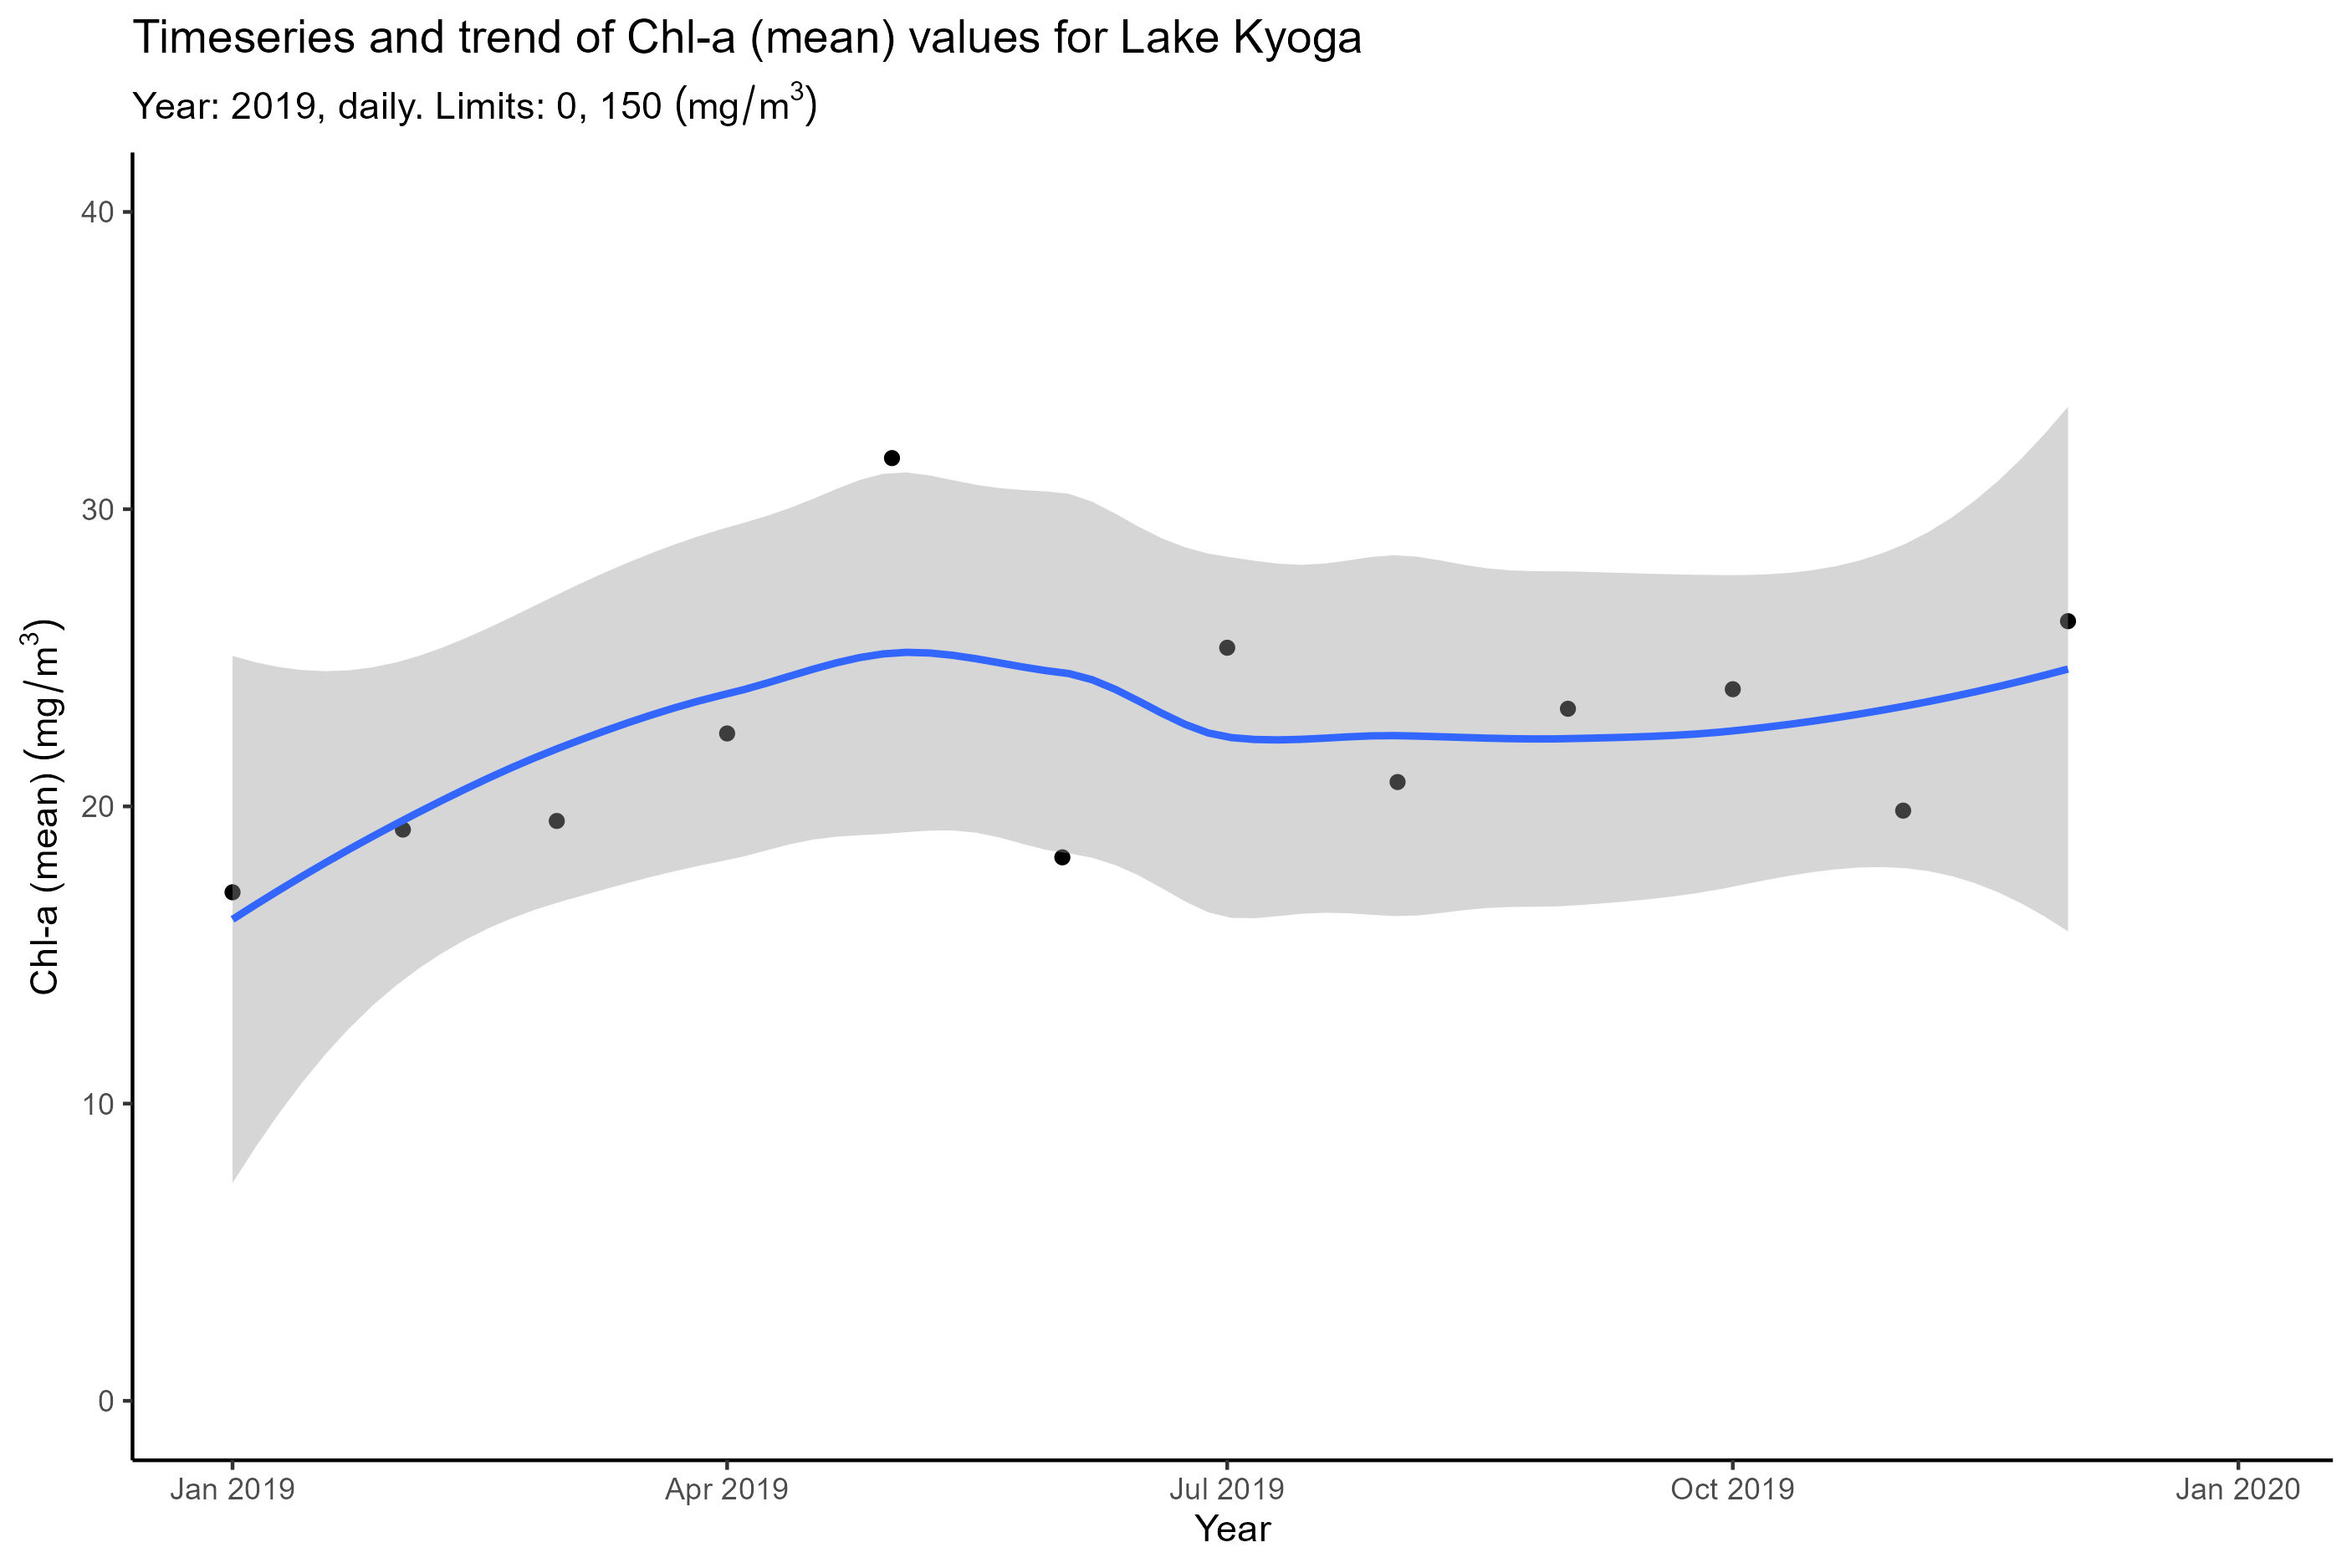 Timeseries and trend of Chl-a (mean) values for Lake Kyoga
Year: 2019, daily. Limits: 0, 150 (mg/m³)
Chl-a (mean) (mg/m³)
40
30
20
10
0
Jan 2019
Apr 2019
Jul 2019
Oct 2019
Jan 2020
Year